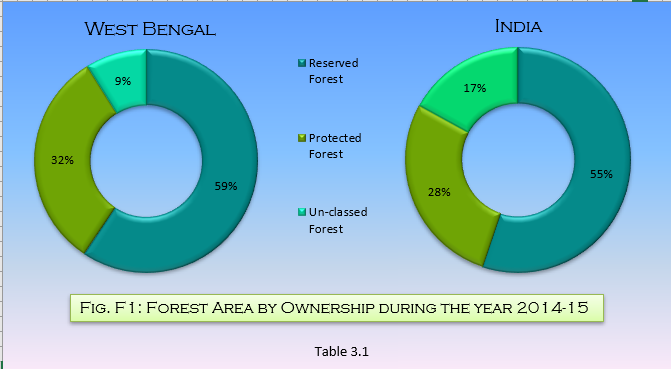 West Bengal
India
9%
32%
59%
Reserved
Forest
Protected
Forest
Un-classed
Forest
17%
28%
55%
Fig. F1: Forest Area by Ownership during the year 2014-15
Table 3.1